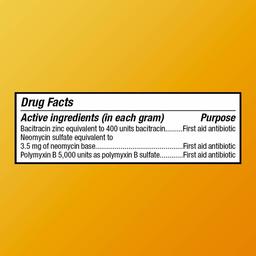 Drug Facts
Active ingredients (in each gram) Purpose
Bacitracin zinc equivalent to 400 units bacitracin........First aid antibiotic
Neomycin sulfate equivalent to
3.5 mg of neomycin base........................................First aid antibiotic
Polymyxin B 5,000 units as polymyxin B sulfate...........First aid antibiotic